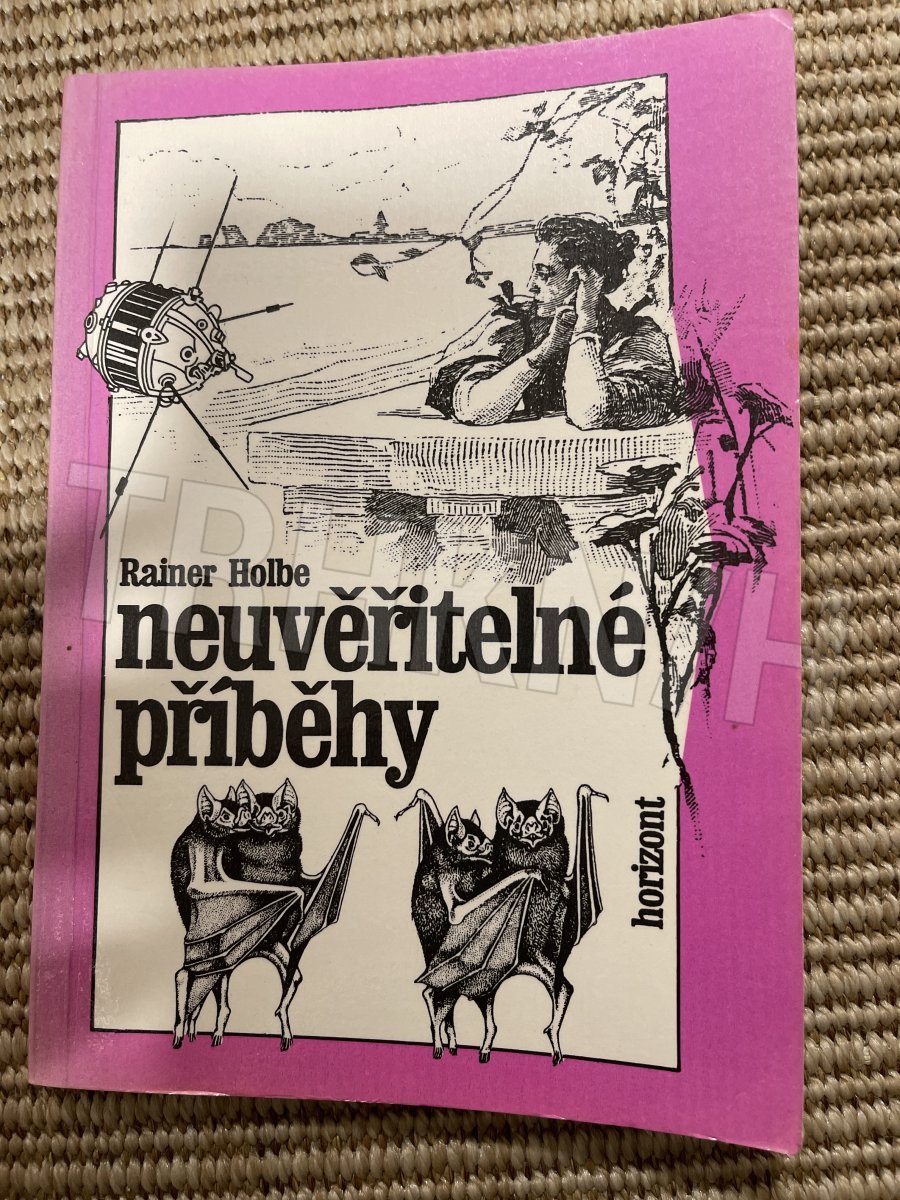 Rainer Holbe
neuvěřitelné
příběhy
horizont